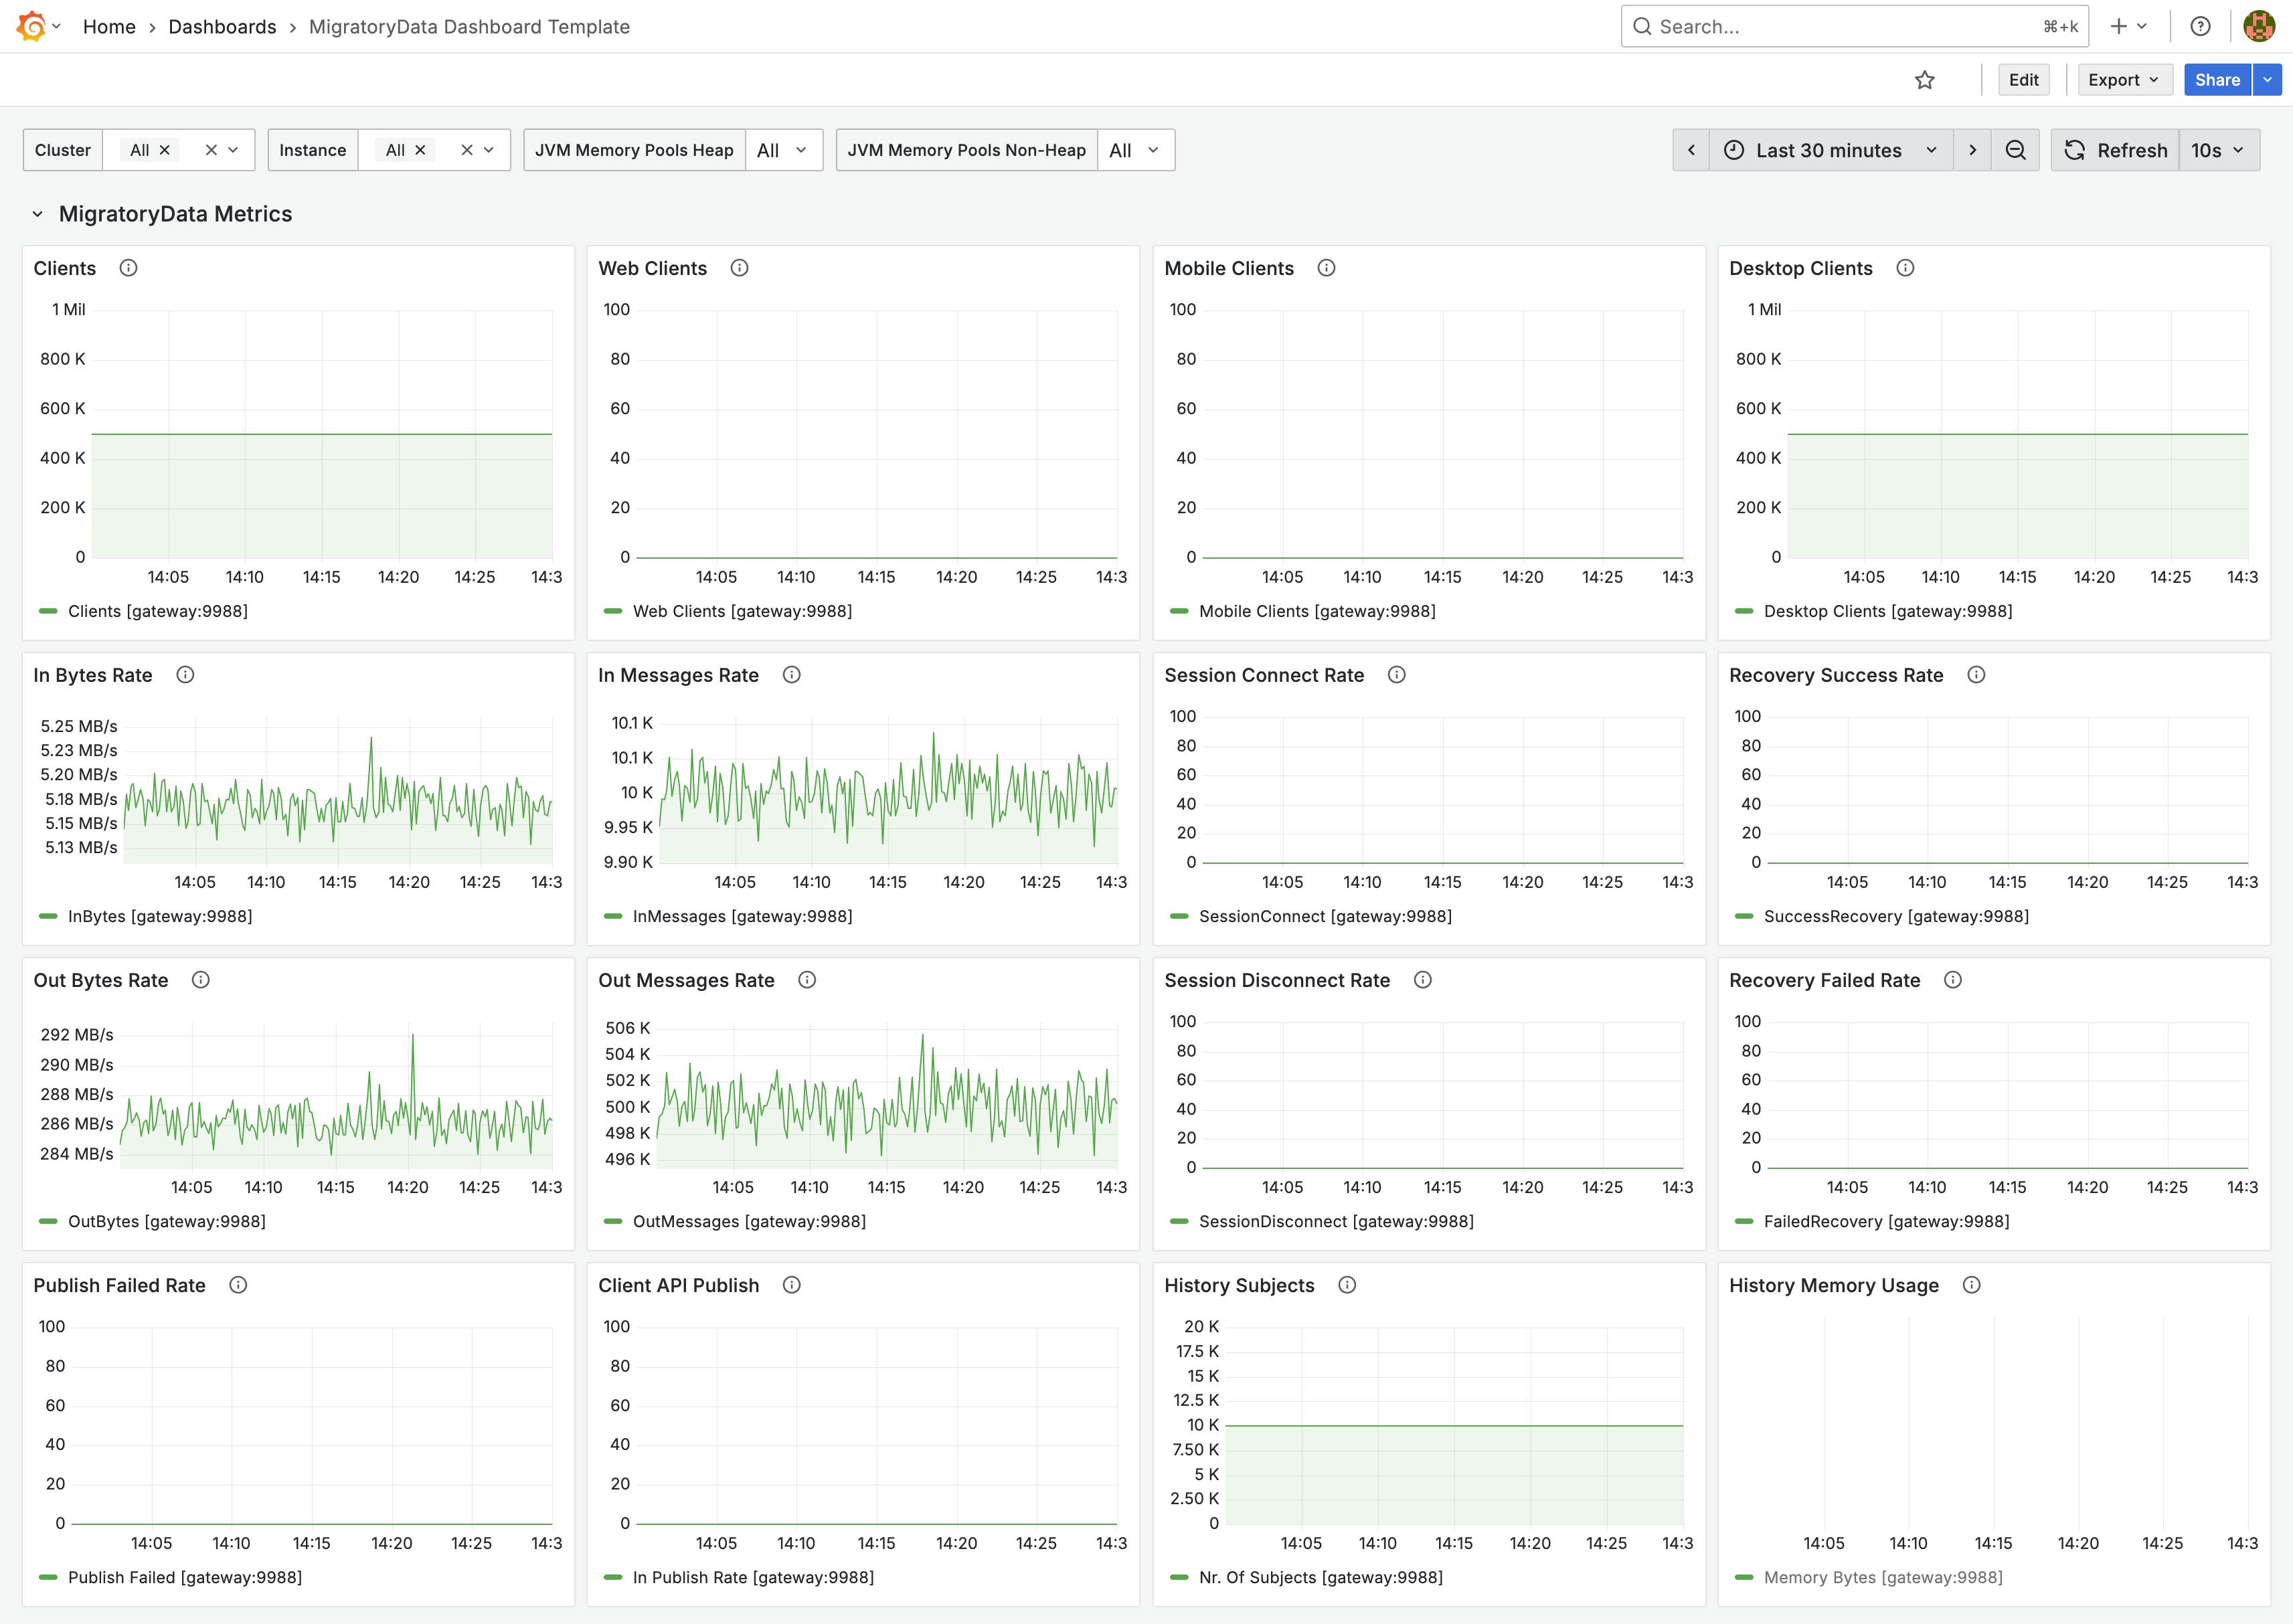 Home > Dashboards > MigratoryData Dashboard Template
Search... ⌘+k
Edit Export Share
Cluster All Instance All JVM Memory Pools Heap All JVM Memory Pools Non-Heap All Last 30 minutes Refresh 10s
MigratoryData Metrics
Clients
1 Mil
800 K
600 K
400 K
200 K
0
14:05 14:10 14:15 14:20 14:25 14:3
Clients [gateway:9988]
Web Clients
100
80
60
40
20
0
14:05 14:10 14:15 14:20 14:25 14:3
Web Clients [gateway:9988]
Mobile Clients
100
80
60
40
20
0
14:05 14:10 14:15 14:20 14:25 14:3
Mobile Clients [gateway:9988]
Desktop Clients
1 Mil
800 K
600 K
400 K
200 K
0
14:05 14:10 14:15 14:20 14:25 14:3
Desktop Clients [gateway:9988]
In Bytes Rate
5.25 MB/s
5.23 MB/s
5.20 MB/s
5.18 MB/s
5.15 MB/s
5.13 MB/s
14:05 14:10 14:15 14:20 14:25 14:3
InBytes [gateway:9988]
In Messages Rate
10.1 K
10.1 K
10 K
9.95 K
9.90 K
14:05 14:10 14:15 14:20 14:25 14:3
InMessages [gateway:9988]
Session Connect Rate
100
80
60
40
20
0
14:05 14:10 14:15 14:20 14:25 14:3
SessionConnect [gateway:9988]
Recovery Success Rate
100
80
60
40
20
0
14:05 14:10 14:15 14:20 14:25 14:3
SuccessRecovery [gateway:9988]
Out Bytes Rate
292 MB/s
290 MB/s
288 MB/s
286 MB/s
284 MB/s
14:05 14:10 14:15 14:20 14:25 14:3
OutBytes [gateway:9988]
Out Messages Rate
506 K
504 K
502 K
500 K
498 K
496 K
14:05 14:10 14:15 14:20 14:25 14:3
OutMessages [gateway:9988]
Session Disconnect Rate
100
80
60
40
20
0
14:05 14:10 14:15 14:20 14:25 14:3
SessionDisconnect [gateway:9988]
Recovery Failed Rate
100
80
60
40
20
0
14:05 14:10 14:15 14:20 14:25 14:3
FailedRecovery [gateway:9988]
Publish Failed Rate
100
80
60
40
20
0
14:05 14:10 14:15 14:20 14:25 14:3
Publish Failed [gateway:9988]
Client API Publish
100
80
60
40
20
0
14:05 14:10 14:15 14:20 14:25 14:3
In Publish Rate [gateway:9988]
History Subjects
20 K
17.5 K
15 K
12.5 K
10 K
7.50 K
5 K
2.50 K
0
14:05 14:10 14:15 14:20 14:25 14:3
Nr. Of Subjects [gateway:9988]
History Memory Usage
14:05 14:10 14:15 14:20 14:25 14:3
Memory Bytes [gateway:9988]